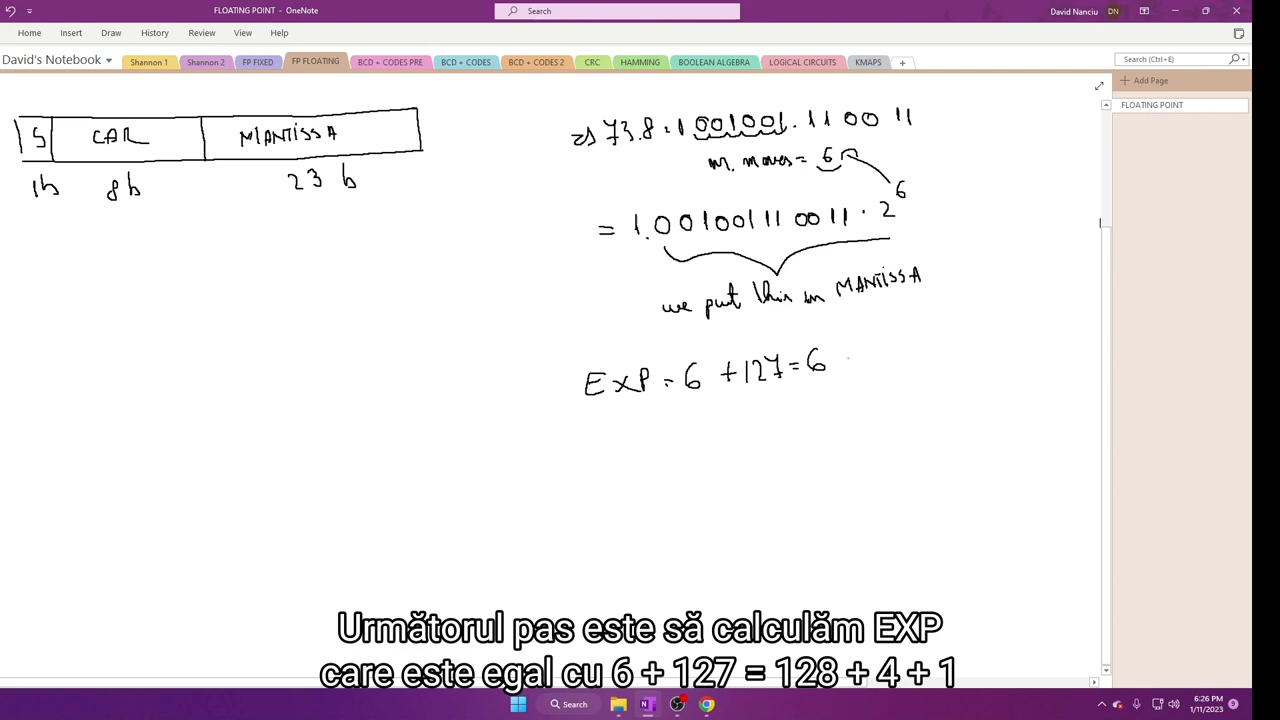 FLOATING POINT - OneNote
Search
David Nanciu
DN
Home Insert Draw History Review View Help
David's Notebook
Shannon 1 Shannon 2 FP FIXED FP FLOATING BCD + CODES PRE BCD + CODES BCD + CODES 2 CRC HAMMING BOOLEAN ALGEBRA LOGICAL CIRCUITS KMAPS
Search (Ctrl+E)
Add Page
FLOATING POINT
S CAR MANTISSA
1b 8b 23 b
=> 73.8 = 1001001.110011
nr. moves = 6
= 1.001001110011 · 2^6
we put this in MANTISSA
EXP = 6 + 127 = 6
Următorul pas este să calculăm EXP
care este egal cu 6 + 127 = 128 + 4 + 1
Search
6:26 PM
1/11/2023